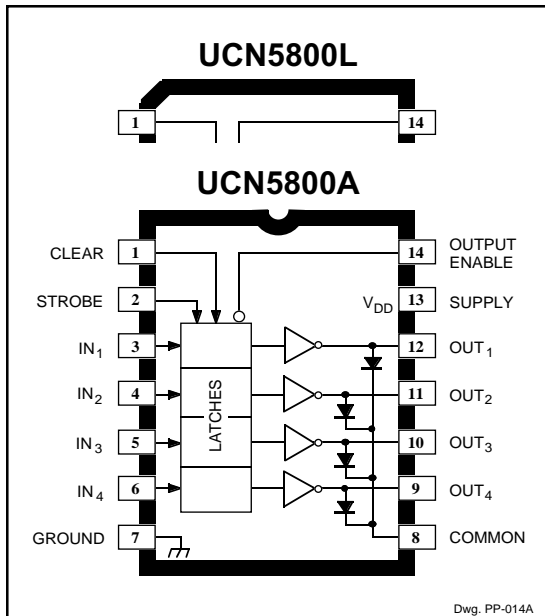 UCN5800L
1 14
UCN5800A
CLEAR 1 14 OUTPUT ENABLE
STROBE 2 V_DD 13 SUPPLY
IN_1 3 12 OUT_1
IN_2 4 11 OUT_2
LATCHES
IN_3 5 10 OUT_3
IN_4 6 9 OUT_4
GROUND 7 8 COMMON
Dwg. PP-014A